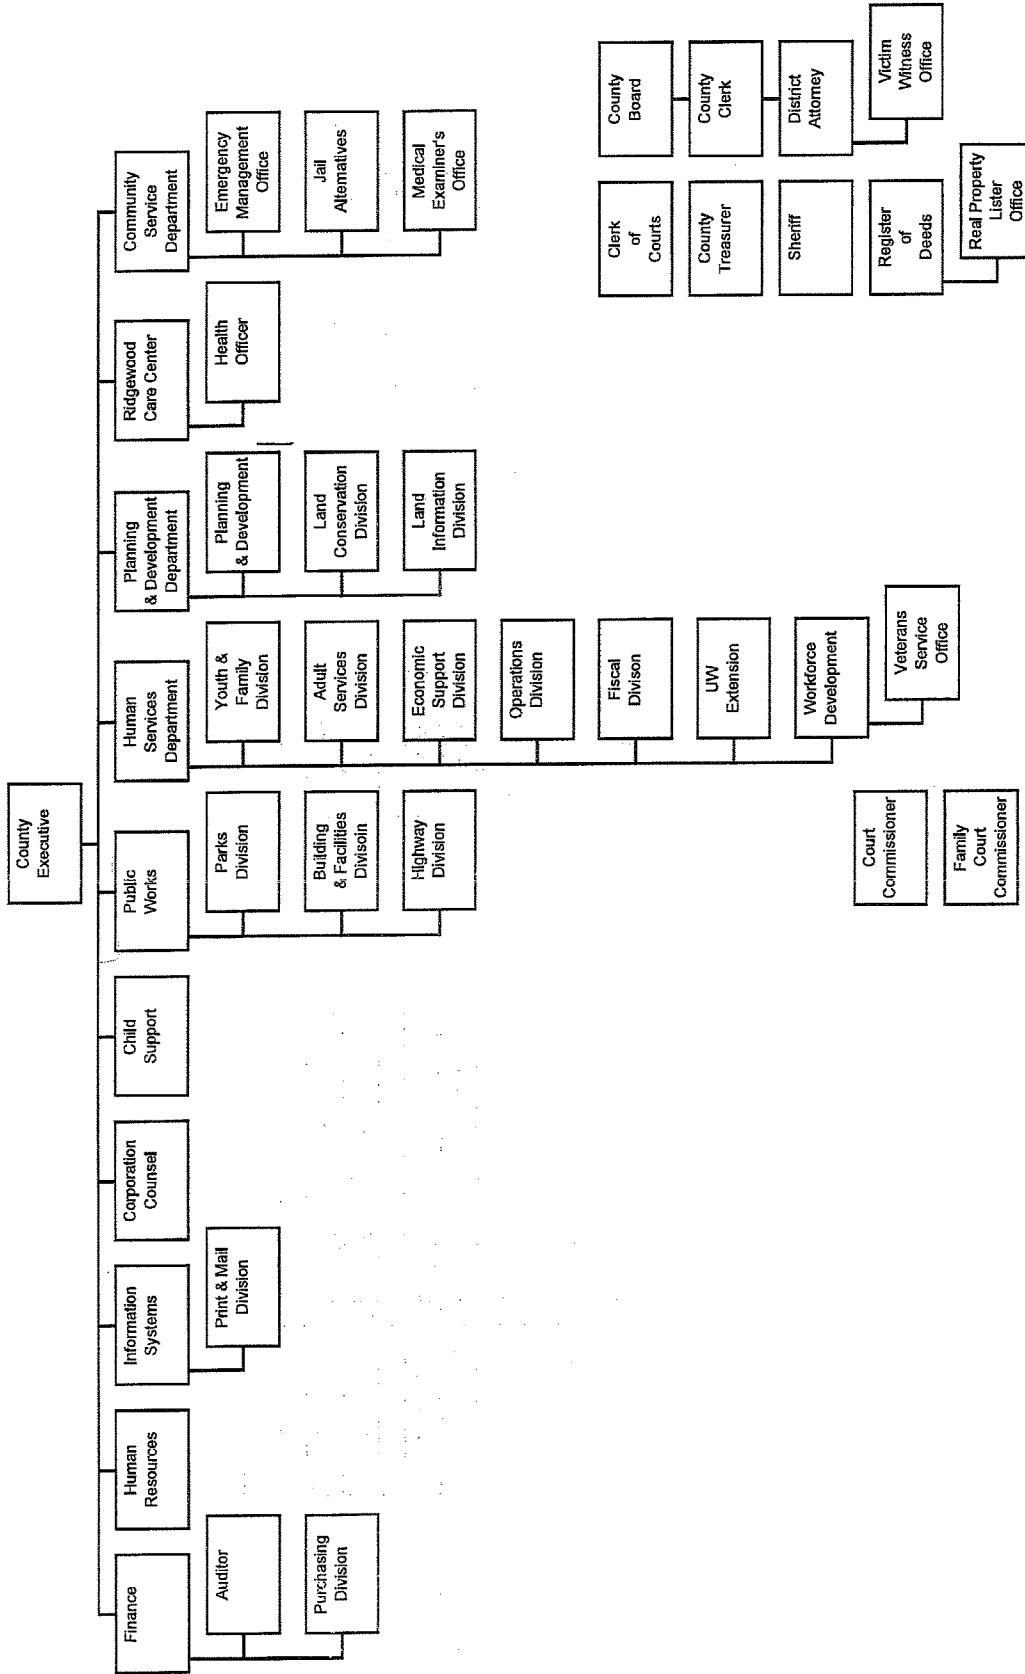 County
Executive
Finance
Auditor
Purchasing
Division
Human
Resources
Information
Systems
Print & Mail
Division
Corporation
Counsel
Child
Support
Public
Works
Parks
Division
Building
& Facilities
Divisoin
Highway
Division
Human
Services
Department
Youth &
Family
Division
Adult
Services
Division
Economic
Support
Division
Operations
Division
Fiscal
Divison
UW
Extension
Workforce
Development
Veterans
Service
Office
Planning
& Development
Department
Planning
& Development
Land
Conservation
Division
Land
Information
Division
Ridgewood
Care Center
Health
Officer
Community
Service
Department
Emergency
Management
Office
Jail
Alternatives
Medical
Examiner's
Office
Court
Commissioner
Family
Court
Commissioner
Clerk
of
Courts
County
Treasurer
Sheriff
Register
of
Deeds
Real Property
Lister
Office
County
Board
County
Clerk
District
Attorney
Victim
Witness
Office